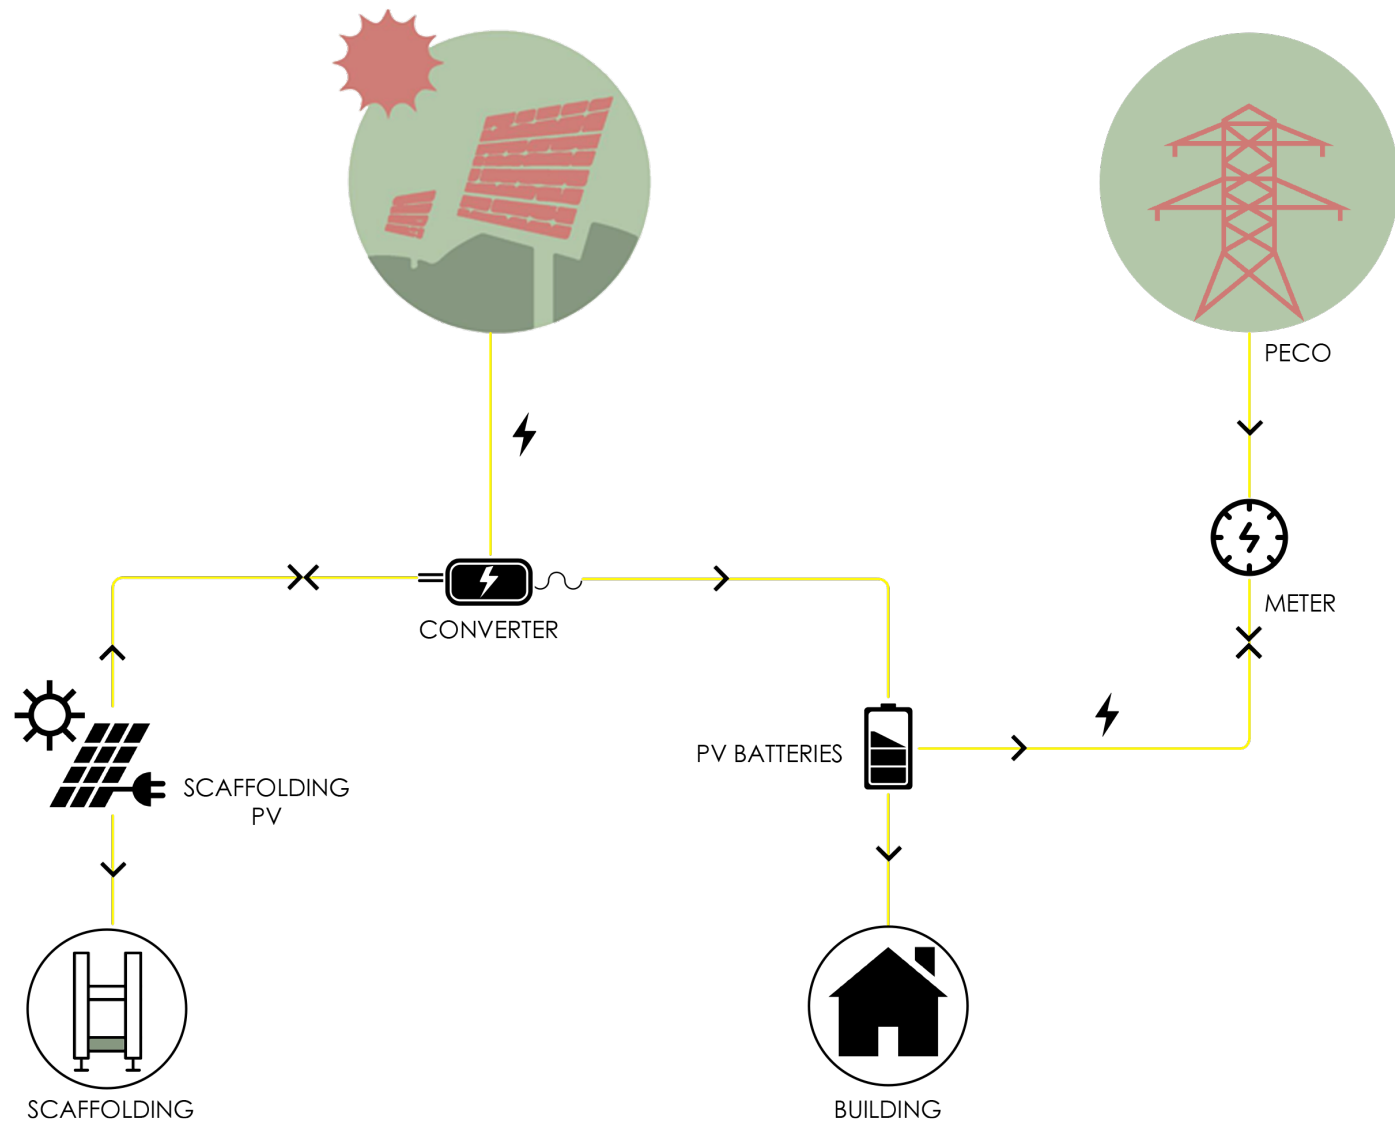 PECO
METER
CONVERTER
PV BATTERIES
SCAFFOLDING
PV
SCAFFOLDING
BUILDING